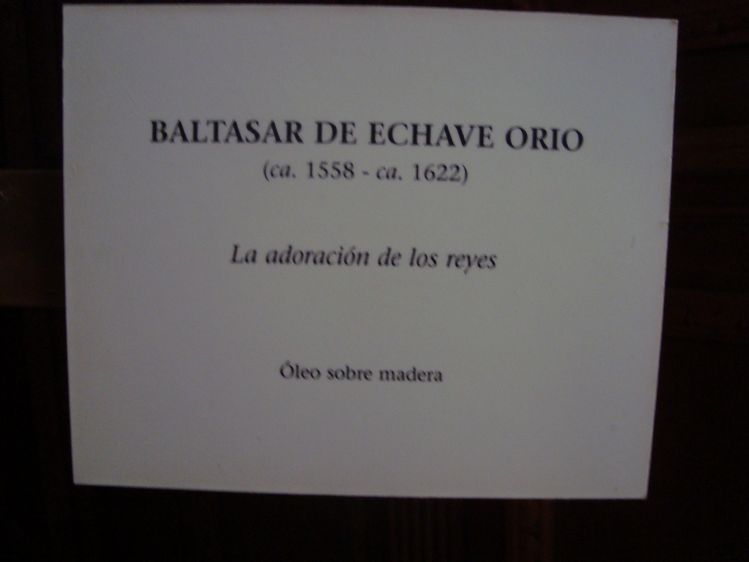 BALTASAR DE ECHAVE ORIO
(ca. 1558 - ca. 1622)
La adoración de los reyes
Óleo sobre madera